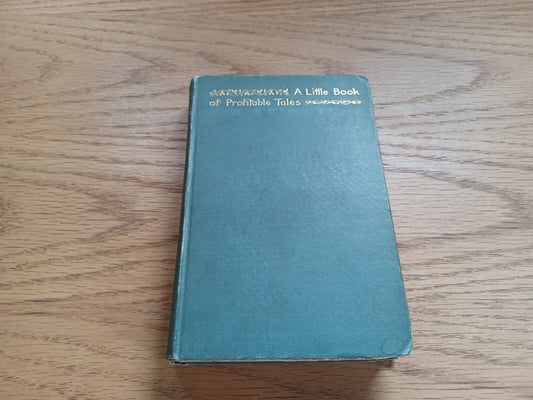 A Little Book
of Profitable Tales